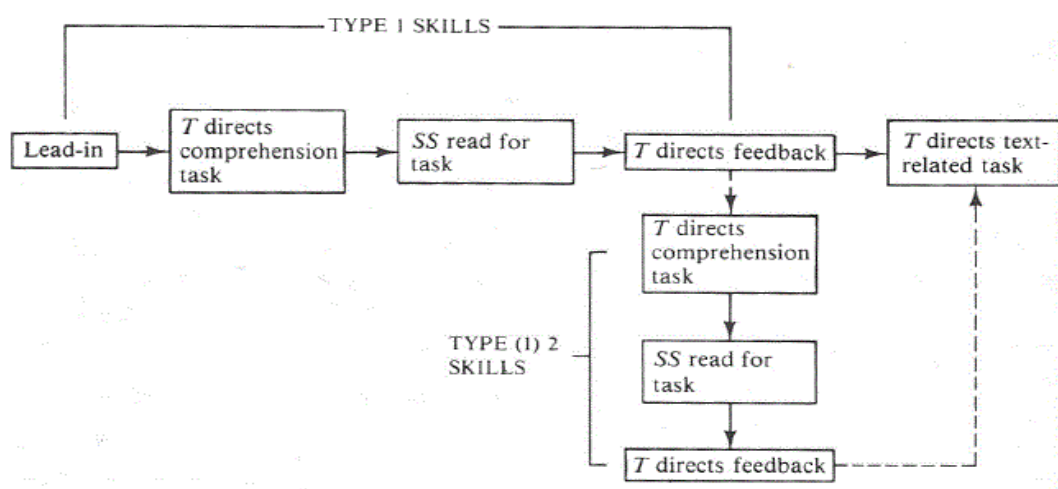 TYPE 1 SKILLS
Lead-in
T directs
comprehension
task
SS read for
task
T directs feedback
T directs text-
related task
T directs
comprehension
task
TYPE (1) 2
SKILLS
SS read for
task
T directs feedback